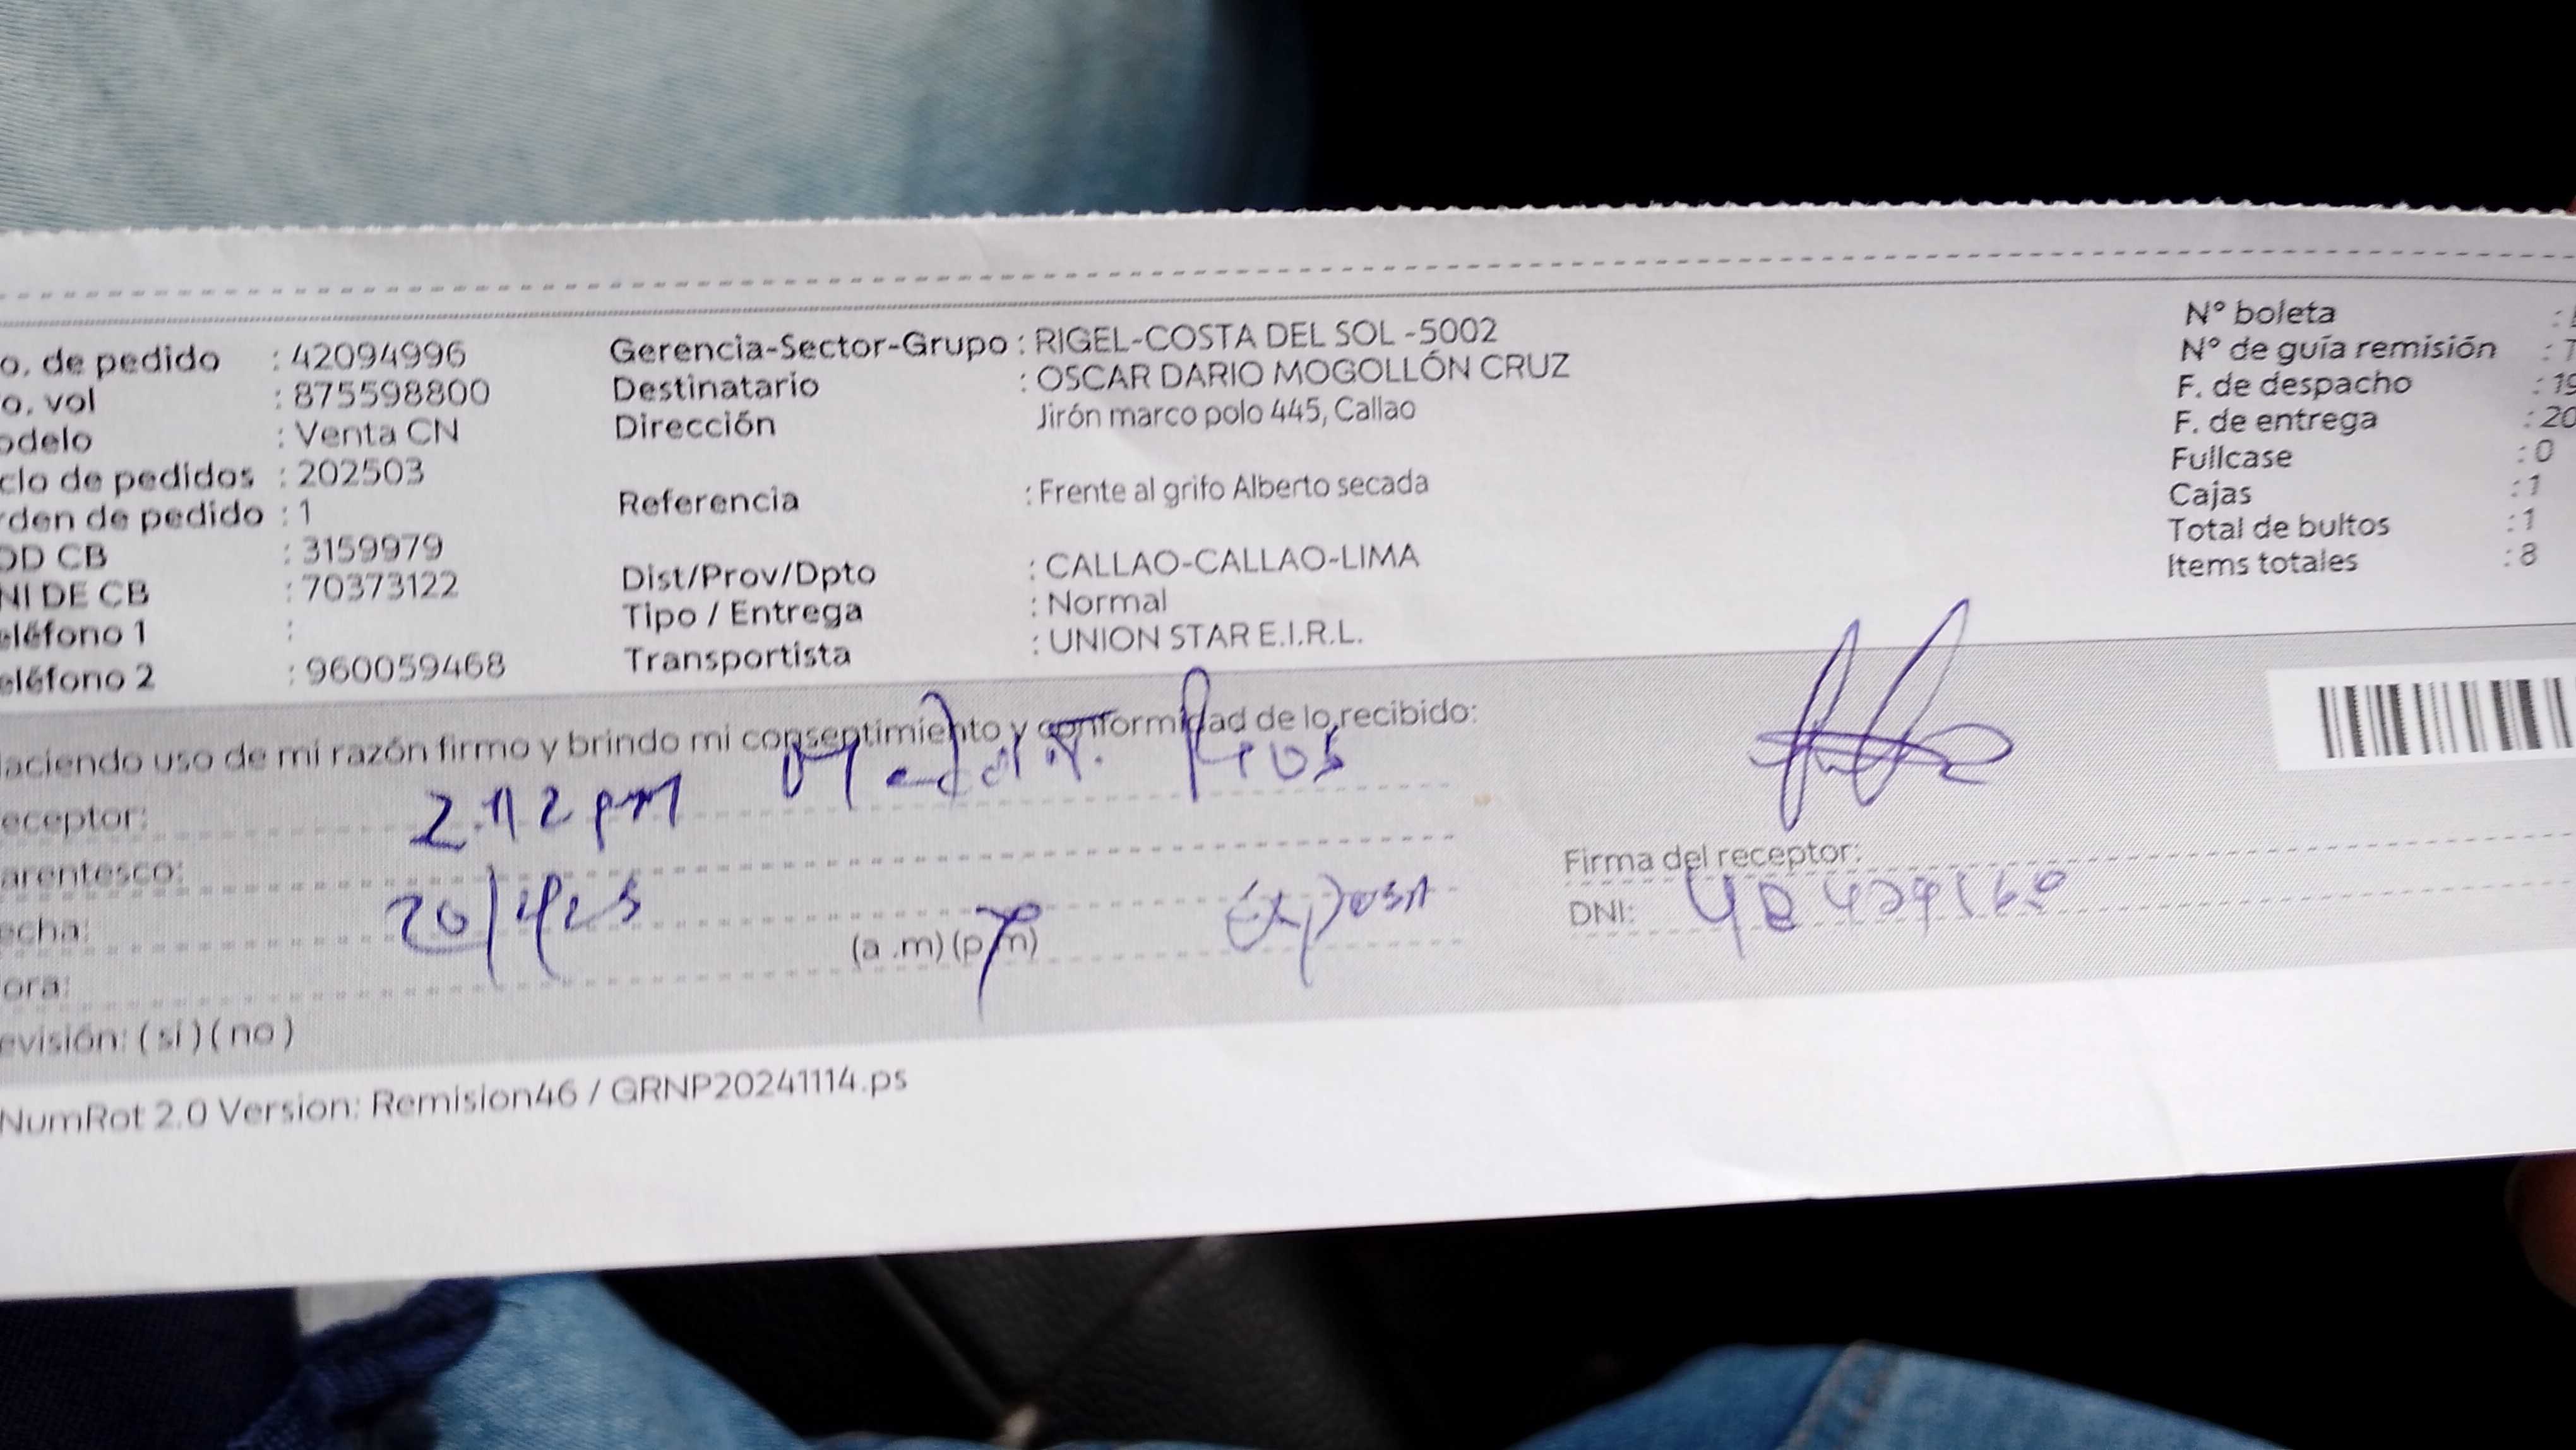 o. de pedido : 42094996
o. vol : 875598800
odelo : Venta CN
clo de pedidos : 202503
rden de pedido : 1
OD CB : 3159979
NI DE CB : 70373122
eléfono 1 :
eléfono 2 : 960059468
Gerencia-Sector-Grupo : RIGEL-COSTA DEL SOL -5002
Destinatario : OSCAR DARIO MOGOLLÓN CRUZ
Dirección Jirón marco polo 445, Callao
Referencia : Frente al grifo Alberto secada
Dist/Prov/Dpto : CALLAO-CALLAO-LIMA
Tipo / Entrega : Normal
Transportista : UNION STAR E.I.R.L.
N° boleta :
N° de guía remisión : T
F. de despacho : 19
F. de entrega : 20
Fullcase : 0
Cajas : 1
Total de bultos : 1
Items totales : 8
aciendo uso de mi razón firmo y brindo mi consentimiento y conformidad de lo recibido:
eceptor: 2:12 pm
arentesco:
echa:
(a .m) (p m)
ora:
evisión: ( sí ) ( no )
Firma del receptor:
DNI:
NumRot 2.0 Version: Remision46 / GRNP20241114.ps